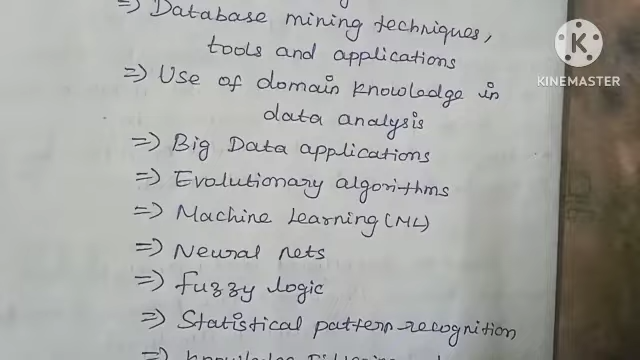 => Database mining techniques,
tools and applications
=> Use of domain knowledge in
data analysis
=> Big Data applications
=> Evolutionary algorithms
=> Machine Learning (ML)
=> Neural nets
=> Fuzzy logic
=> Statistical pattern recognition
=> knowledge
K
KINEMASTER